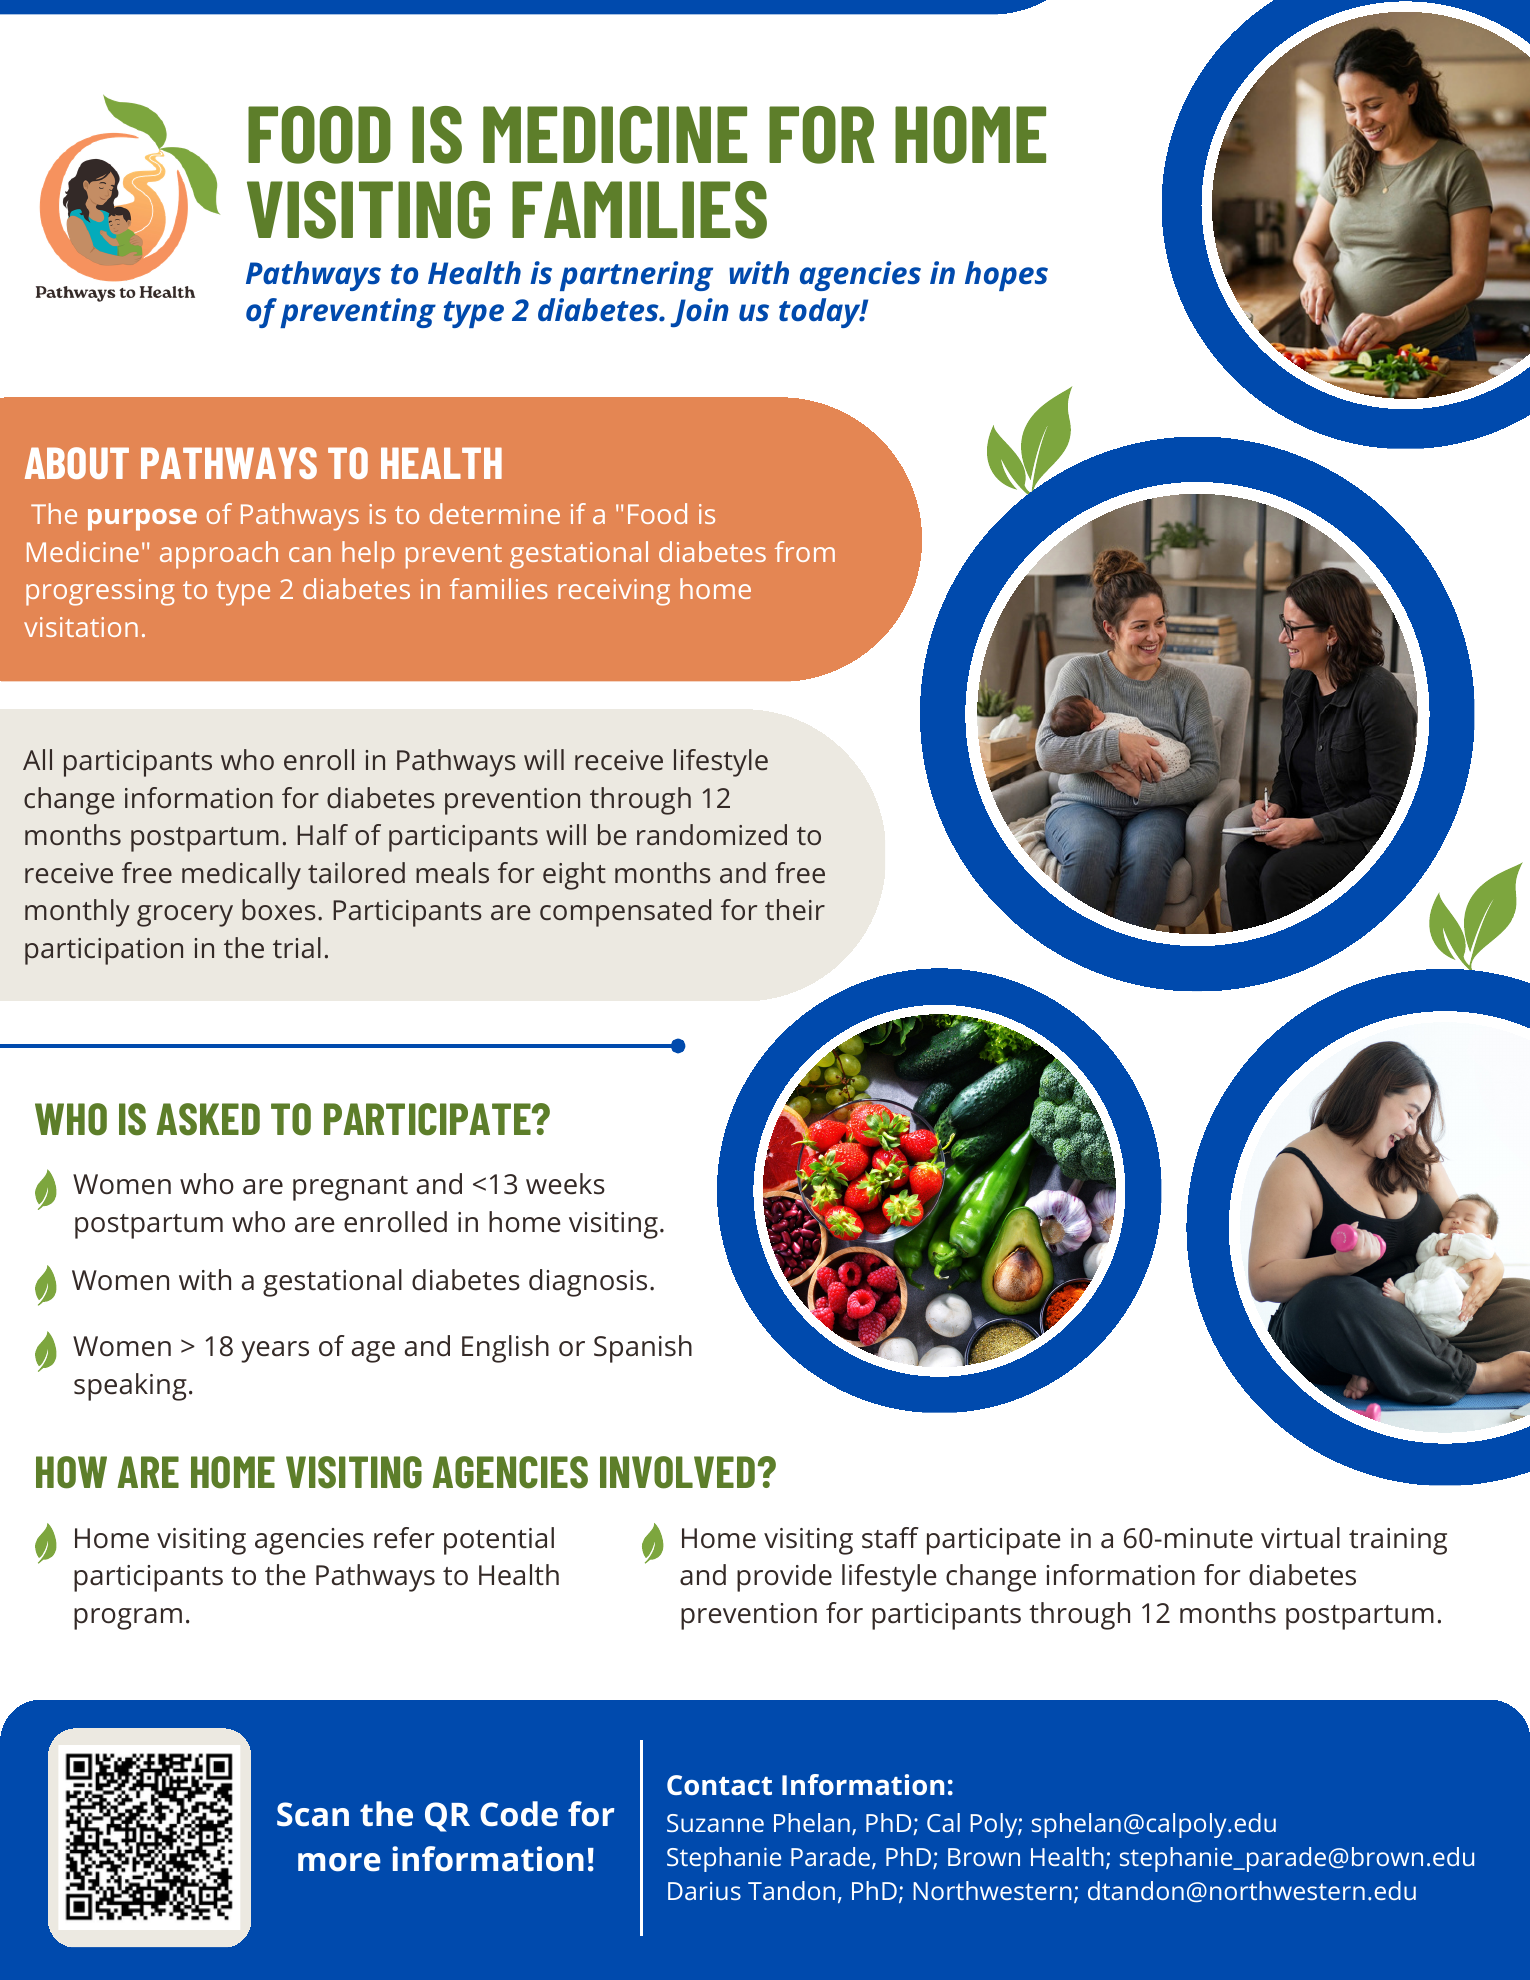 FOOD IS MEDICINE FOR HOME
VISITING FAMILIES
Pathways to Health is partnering  with agencies in hopes
of preventing type 2 diabetes. Join us today!
Pathways to Health
ABOUT PATHWAYS TO HEALTH
The purpose of Pathways is to determine if a "Food is
Medicine" approach can help prevent gestational diabetes from
progressing to type 2 diabetes in families receiving home
visitation.
All participants who enroll in Pathways will receive lifestyle
change information for diabetes prevention through 12
months postpartum. Half of participants will be randomized to
receive free medically tailored meals for eight months and free
monthly grocery boxes. Participants are compensated for their
participation in the trial.
WHO IS ASKED TO PARTICIPATE?
Women who are pregnant and <13 weeks
postpartum who are enrolled in home visiting.
Women with a gestational diabetes diagnosis.
Women > 18 years of age and English or Spanish
speaking.
HOW ARE HOME VISITING AGENCIES INVOLVED?
Home visiting agencies refer potential
participants to the Pathways to Health
program.
Home visiting staff participate in a 60-minute virtual training
and provide lifestyle change information for diabetes
prevention for participants through 12 months postpartum.
Scan the QR Code for
more information!
Contact Information:
Suzanne Phelan, PhD; Cal Poly; sphelan@calpoly.edu
Stephanie Parade, PhD; Brown Health; stephanie_parade@brown.edu
Darius Tandon, PhD; Northwestern; dtandon@northwestern.edu